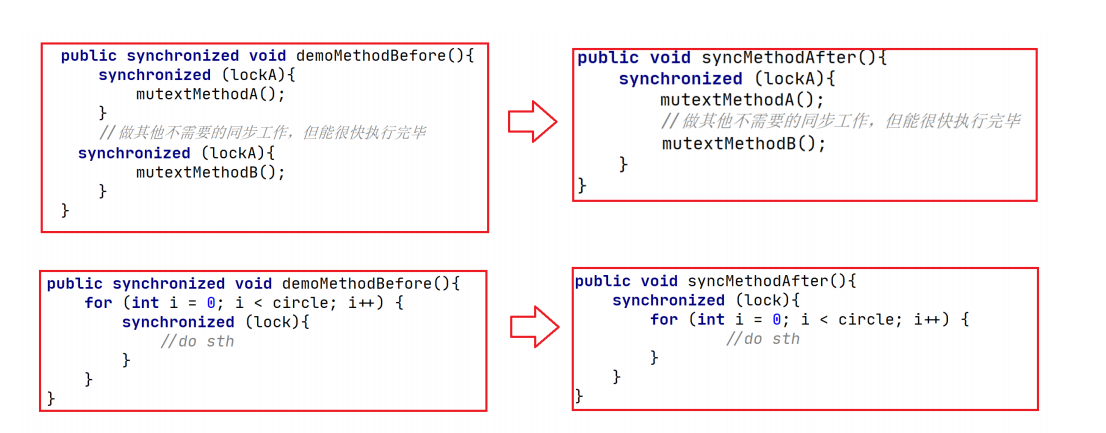 public synchronized void demoMethodBefore(){
synchronized (lockA){
mutextMethodA();
}
//做其他不需要的同步工作，但能很快执行完毕
synchronized (lockA){
mutextMethodB();
}
}
public void syncMethodAfter(){
synchronized (lockA){
mutextMethodA();
//做其他不需要的同步工作，但能很快执行完毕
mutextMethodB();
}
}
public synchronized void demoMethodBefore(){
for (int i = 0; i < circle; i++) {
synchronized (lock){
//do sth
}
}
}
public void syncMethodAfter(){
synchronized (lock){
for (int i = 0; i < circle; i++) {
//do sth
}
}
}